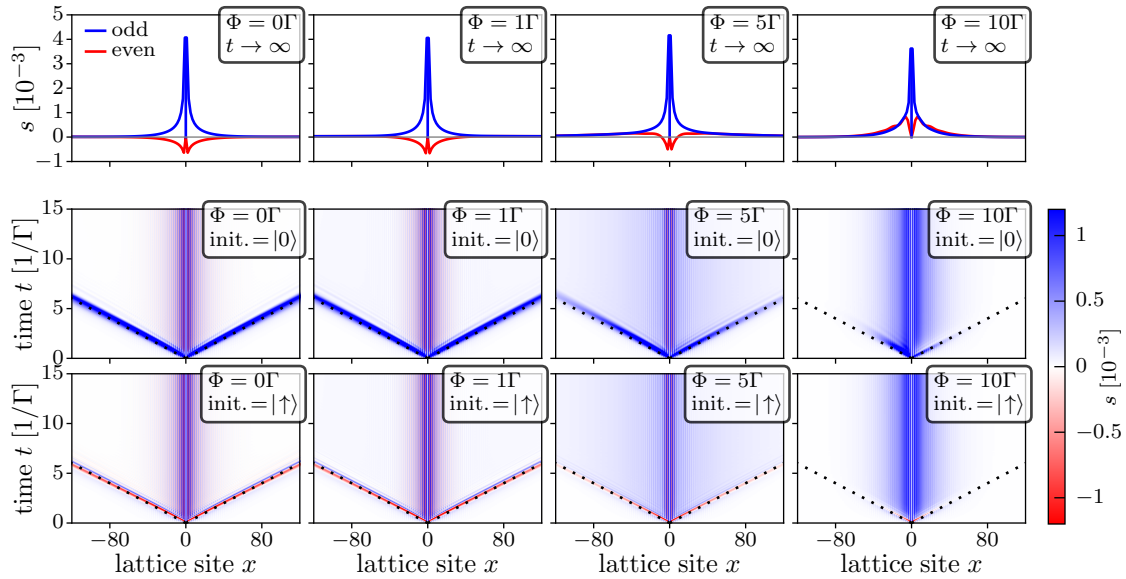 odd
even
Φ = 0Γ
t → ∞
Φ = 1Γ
t → ∞
Φ = 5Γ
t → ∞
Φ = 10Γ
t → ∞
s [10⁻³]
5
4
3
2
1
0
−1
Φ = 0Γ
init. = |0⟩
Φ = 1Γ
init. = |0⟩
Φ = 5Γ
init. = |0⟩
Φ = 10Γ
init. = |0⟩
time t [1/Γ]
15
10
5
0
Φ = 0Γ
init. = |↑⟩
Φ = 1Γ
init. = |↑⟩
Φ = 5Γ
init. = |↑⟩
Φ = 10Γ
init. = |↑⟩
time t [1/Γ]
15
10
5
0
−80 0 80
−80 0 80
−80 0 80
−80 0 80
lattice site x
lattice site x
lattice site x
lattice site x
1
0.5
0
−0.5
−1
s [10⁻³]